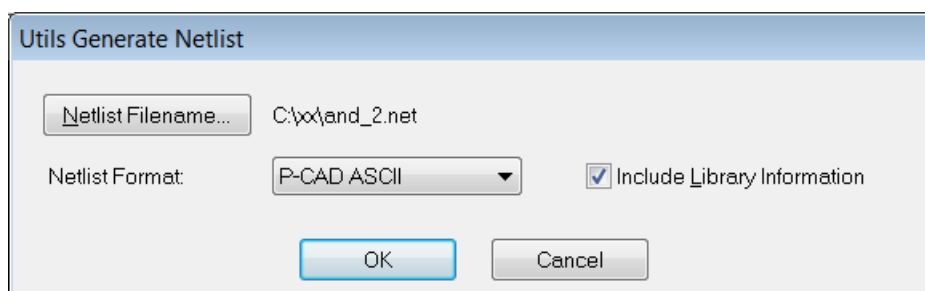 Utils Generate Netlist
Netlist Filename... C:\xx\and_2.net
Netlist Format: P-CAD ASCII Include Library Information
OK Cancel